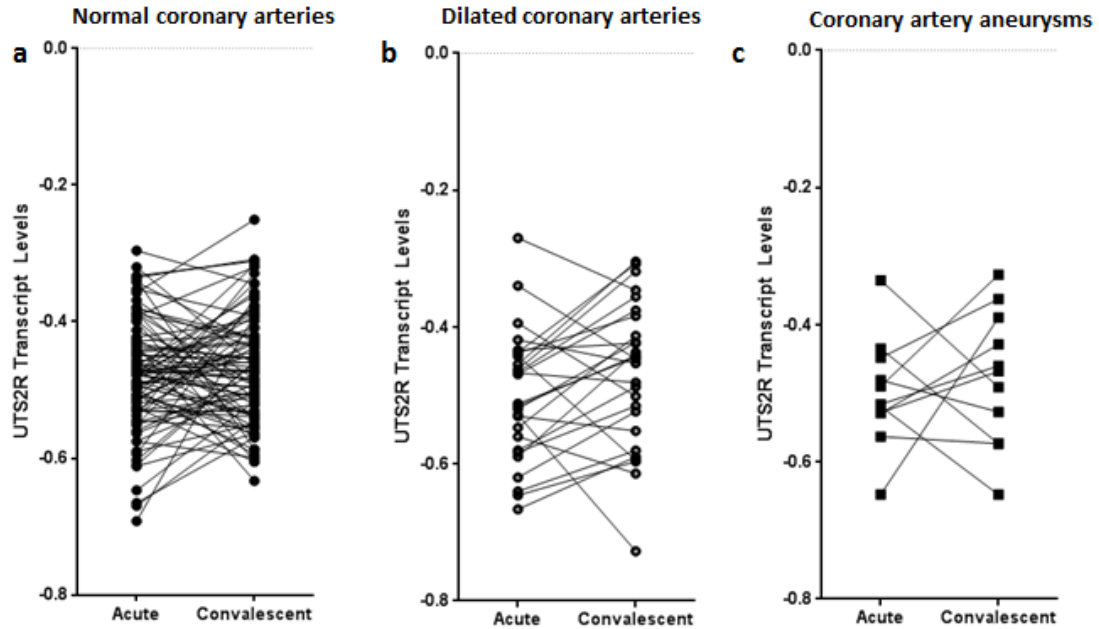 Normal coronary arteries
Dilated coronary arteries
Coronary artery aneurysms
a
0.0
-0.2
-0.4
-0.6
-0.8
UTS2R Transcript Levels
Acute
Convalescent
b
0.0
-0.2
-0.4
-0.6
-0.8
UTS2R Transcript Levels
Acute
Convalescent
c
0.0
-0.2
-0.4
-0.6
-0.8
UTS2R Transcript Levels
Acute
Convalescent